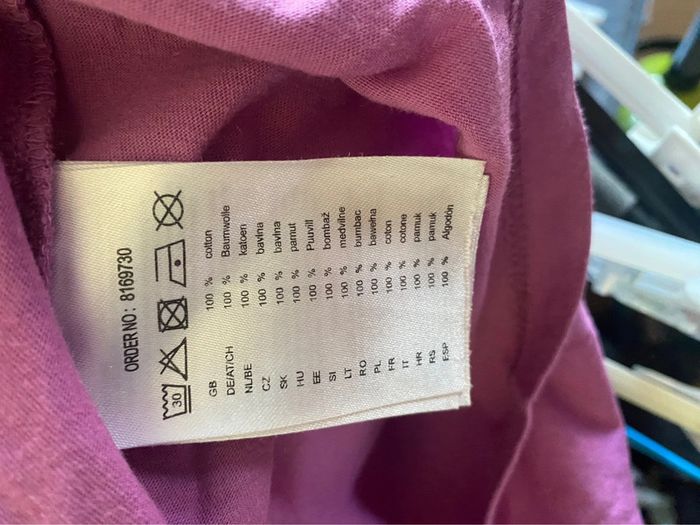 ORDER NO: 8169730
30
GB 100 % cotton
DE/AT/CH 100 % Baumwolle
NL/BE 100 % katoen
CZ 100 % bavlna
SK 100 % bavlna
HU 100 % pamut
EE 100 % Puuvill
SI 100 % bombaž
LT 100 % medvilne
RO 100 % bumbac
PL 100 % bawełna
FR 100 % coton
IT 100 % cotone
HR 100 % pamuk
RS 100 % pamuk
ESP 100 % Algodón